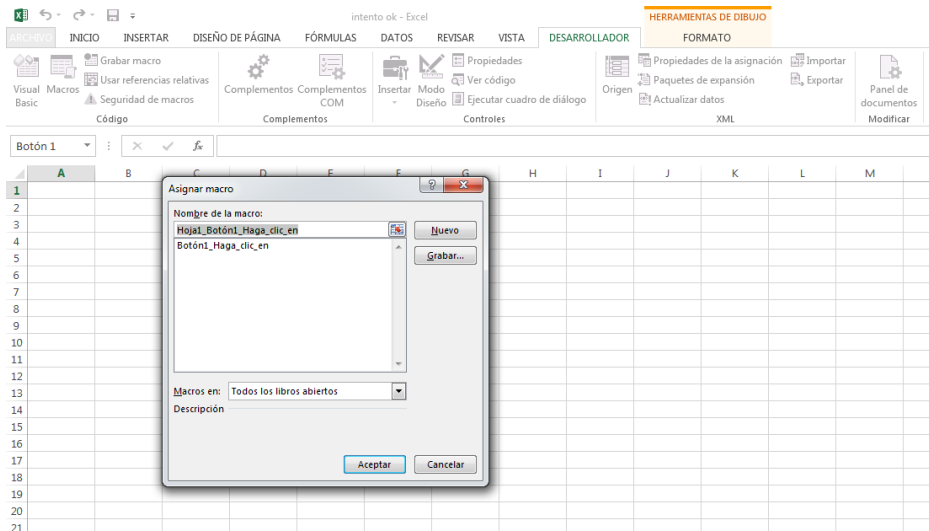 intento ok - Excel
HERRAMIENTAS DE DIBUJO
ARCHIVO INICIO INSERTAR DISEÑO DE PÁGINA FÓRMULAS DATOS REVISAR VISTA DESARROLLADOR FORMATO
Visual Basic
Macros
Grabar macro
Usar referencias relativas
Seguridad de macros
Código
Complementos
Complementos COM
Complementos
Insertar
Modo Diseño
Propiedades
Ver código
Ejecutar cuadro de diálogo
Controles
Origen
Propiedades de la asignación
Paquetes de expansión
Actualizar datos
Importar
Exportar
XML
Panel de documentos
Modificar
Botón 1
fx
A B C D E F G H I J K L M
1
2
3
4
5
6
7
8
9
10
11
12
13
14
15
16
17
18
19
20
21
Asignar macro
?
Nombre de la macro:
Hoja1_Botón1_Haga_clic_en
Botón1_Haga_clic_en
Nuevo
Grabar...
Macros en: Todos los libros abiertos
Descripción
Aceptar Cancelar